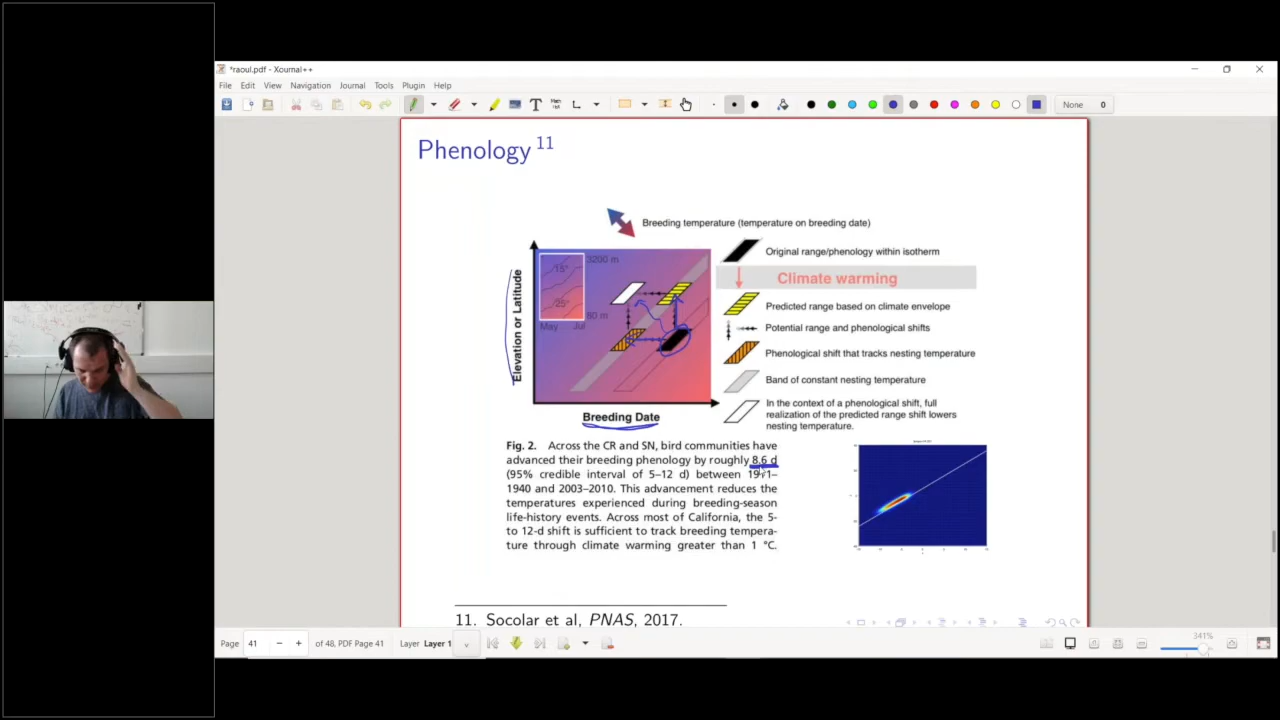 *raoul.pdf - Xournal++
File Edit View Navigation Journal Tools Plugin Help
None 0
Phenology 11
Breeding temperature (temperature on breeding date)
Original range/phenology within isotherm
Climate warming
Predicted range based on climate envelope
Potential range and phenological shifts
Phenological shift that tracks nesting temperature
Band of constant nesting temperature
In the context of a phenological shift, full
realization of the predicted range shift lowers
nesting temperature.
Elevation or Latitude
15°
25°
3200 m
80 m
May Jul
Breeding Date
Fig. 2. Across the CR and SN, bird communities have
advanced their breeding phenology by roughly 8.6 d
(95% credible interval of 5–12 d) between 1911–
1940 and 2003–2010. This advancement reduces the
temperatures experienced during breeding-season
life-history events. Across most of California, the 5-
to 12-d shift is sufficient to track breeding tempera-
ture through climate warming greater than 1 °C.
11. Socolar et al, PNAS, 2017.
Page 41 of 48, PDF Page 41 Layer Layer 1
341%